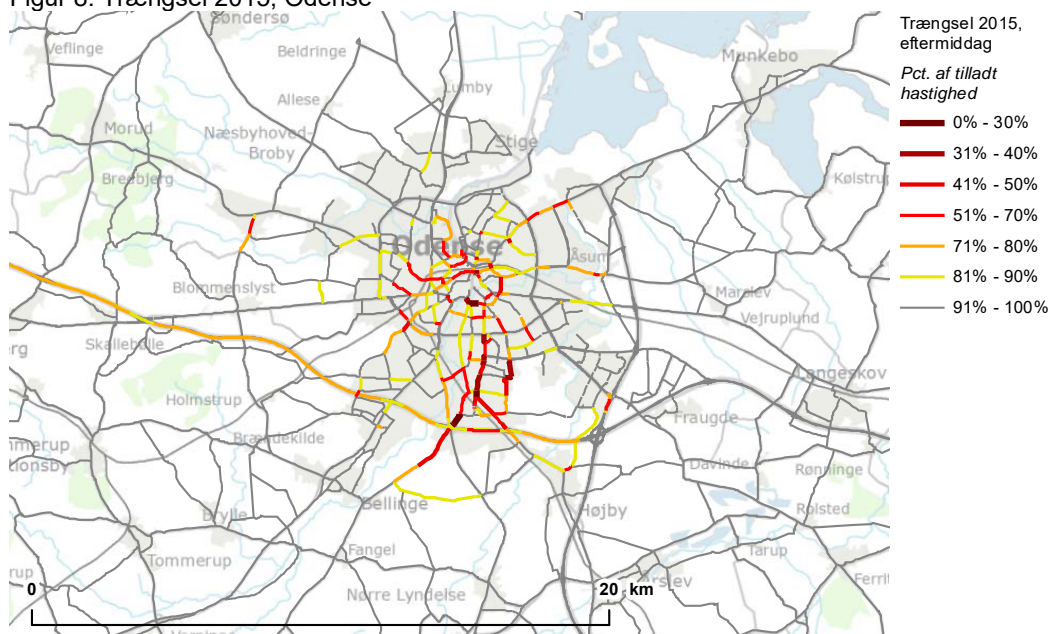 Figur 8. Trængsel 2015, Odense
Trængsel 2015,
eftermiddag
Pct. af tilladt
hastighed
0% - 30%
31% - 40%
41% - 50%
51% - 70%
71% - 80%
81% - 90%
91% - 100%
Søndersø
Veflinge
Beldringe
Munkebo
Lumby
Allese
Morud
Næsbyhoved-
Broby
Stige
Breebjerg
Kølstrup
Odense
Åsum
Blommenslyst
Marslev
Vejruplund
Skallebølle
Langeskov
Holmstrup
Fraugde
Brændekilde
Davinde
Rønninge
Bellinge
Højby
Rolsted
Brylle
Fangel
Tarup
Tommerup
Årslev
Ferrit
Nørre Lyndelse
0
20 km